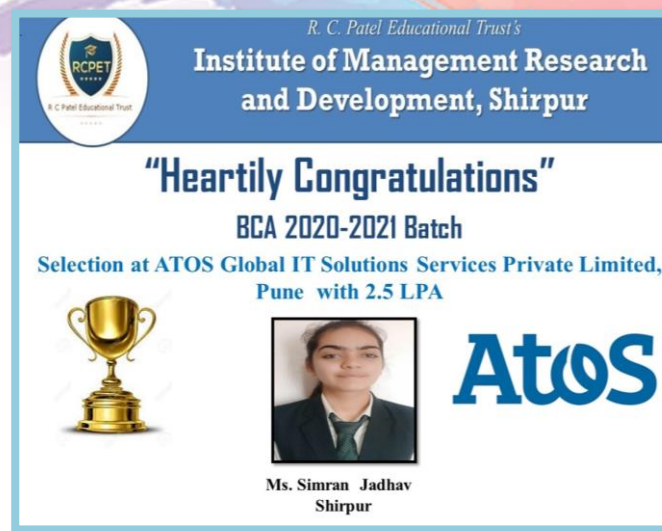 R. C. Patel Educational Trust's
Institute of Management Research
and Development, Shirpur
RCPET
R C Patel Educational Trust
“Heartily Congratulations”
BCA 2020-2021 Batch
Selection at ATOS Global IT Solutions Services Private Limited,
Pune with 2.5 LPA
Atos
Ms. Simran Jadhav
Shirpur